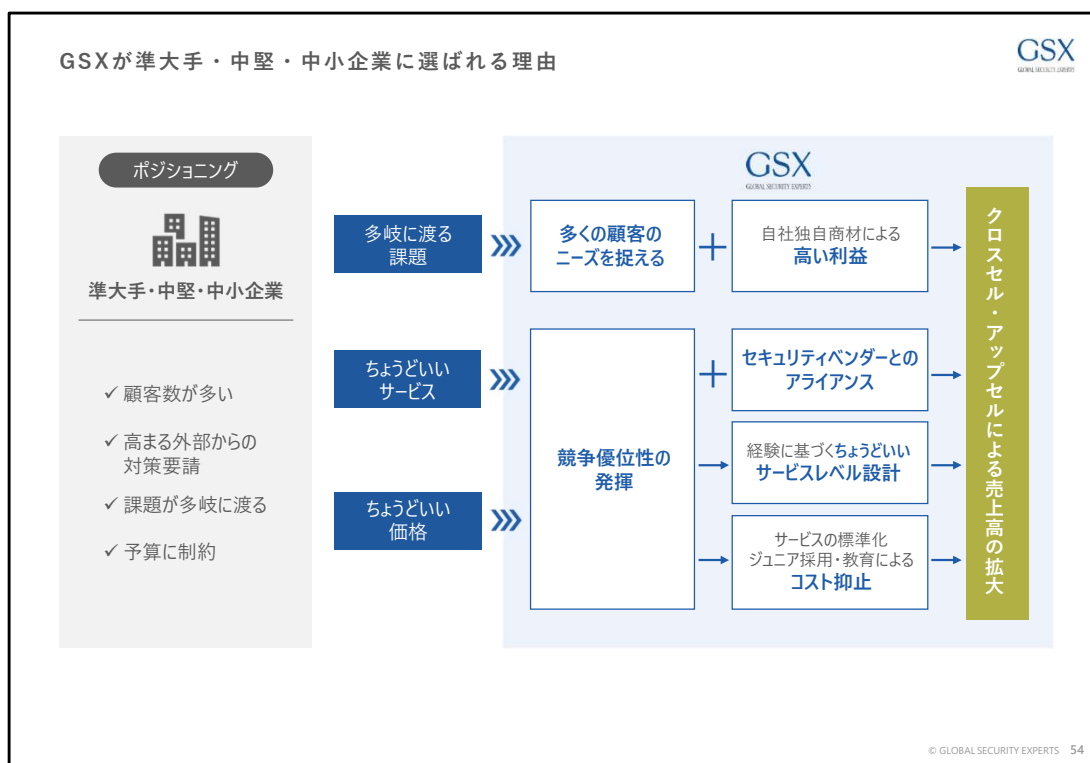 GSXが準大手・中堅・中小企業に選ばれる理由
GSX
GLOBAL SECURITY EXPERTS
ポジショニング
準大手・中堅・中小企業
✓ 顧客数が多い
✓ 高まる外部からの
対策要請
✓ 課題が多岐に渡る
✓ 予算に制約
多岐に渡る
課題
ちょうどいい
サービス
ちょうどいい
価格
GSX
GLOBAL SECURITY EXPERTS
多くの顧客の
ニーズを捉える
+
自社独自商材による
高い利益
競争優位性の
発揮
+
セキュリティベンダーとの
アライアンス
経験に基づくちょうどいい
サービスレベル設計
サービスの標準化
ジュニア採用・教育による
コスト抑止
クロスセル・アップセルによる売上高の拡大
© GLOBAL SECURITY EXPERTS 54